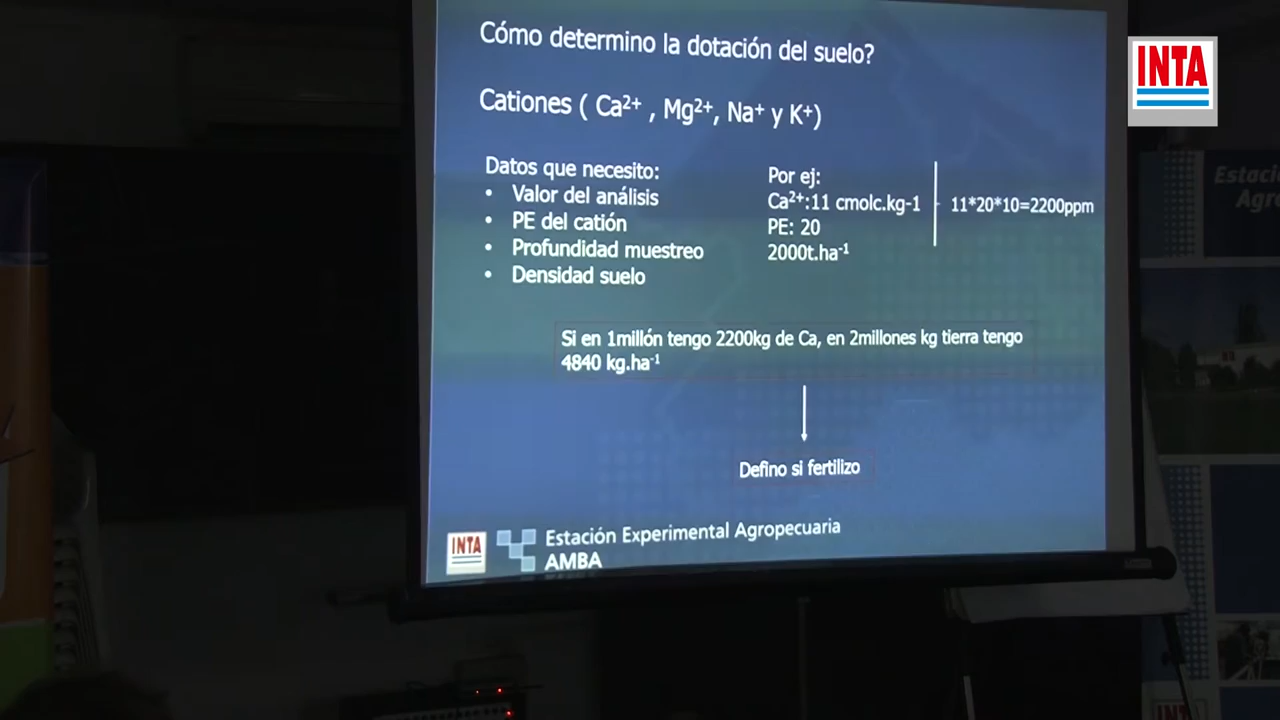 Cómo determino la dotación del suelo?
INTA
Cationes ( Ca²⁺ , Mg²⁺, Na⁺ y K⁺)
Datos que necesito:
• Valor del análisis
• PE del catión
• Profundidad muestreo
• Densidad suelo
Por ej:
Ca²⁺:11 cmolc.kg-1
PE: 20
2000t.ha⁻¹
11*20*10=2200ppm
Si en 1millón tengo 2200kg de Ca, en 2millones kg tierra tengo
4840 kg.ha⁻¹
Defino si fertilizo
INTA
Estación Experimental Agropecuaria
AMBA
INTA